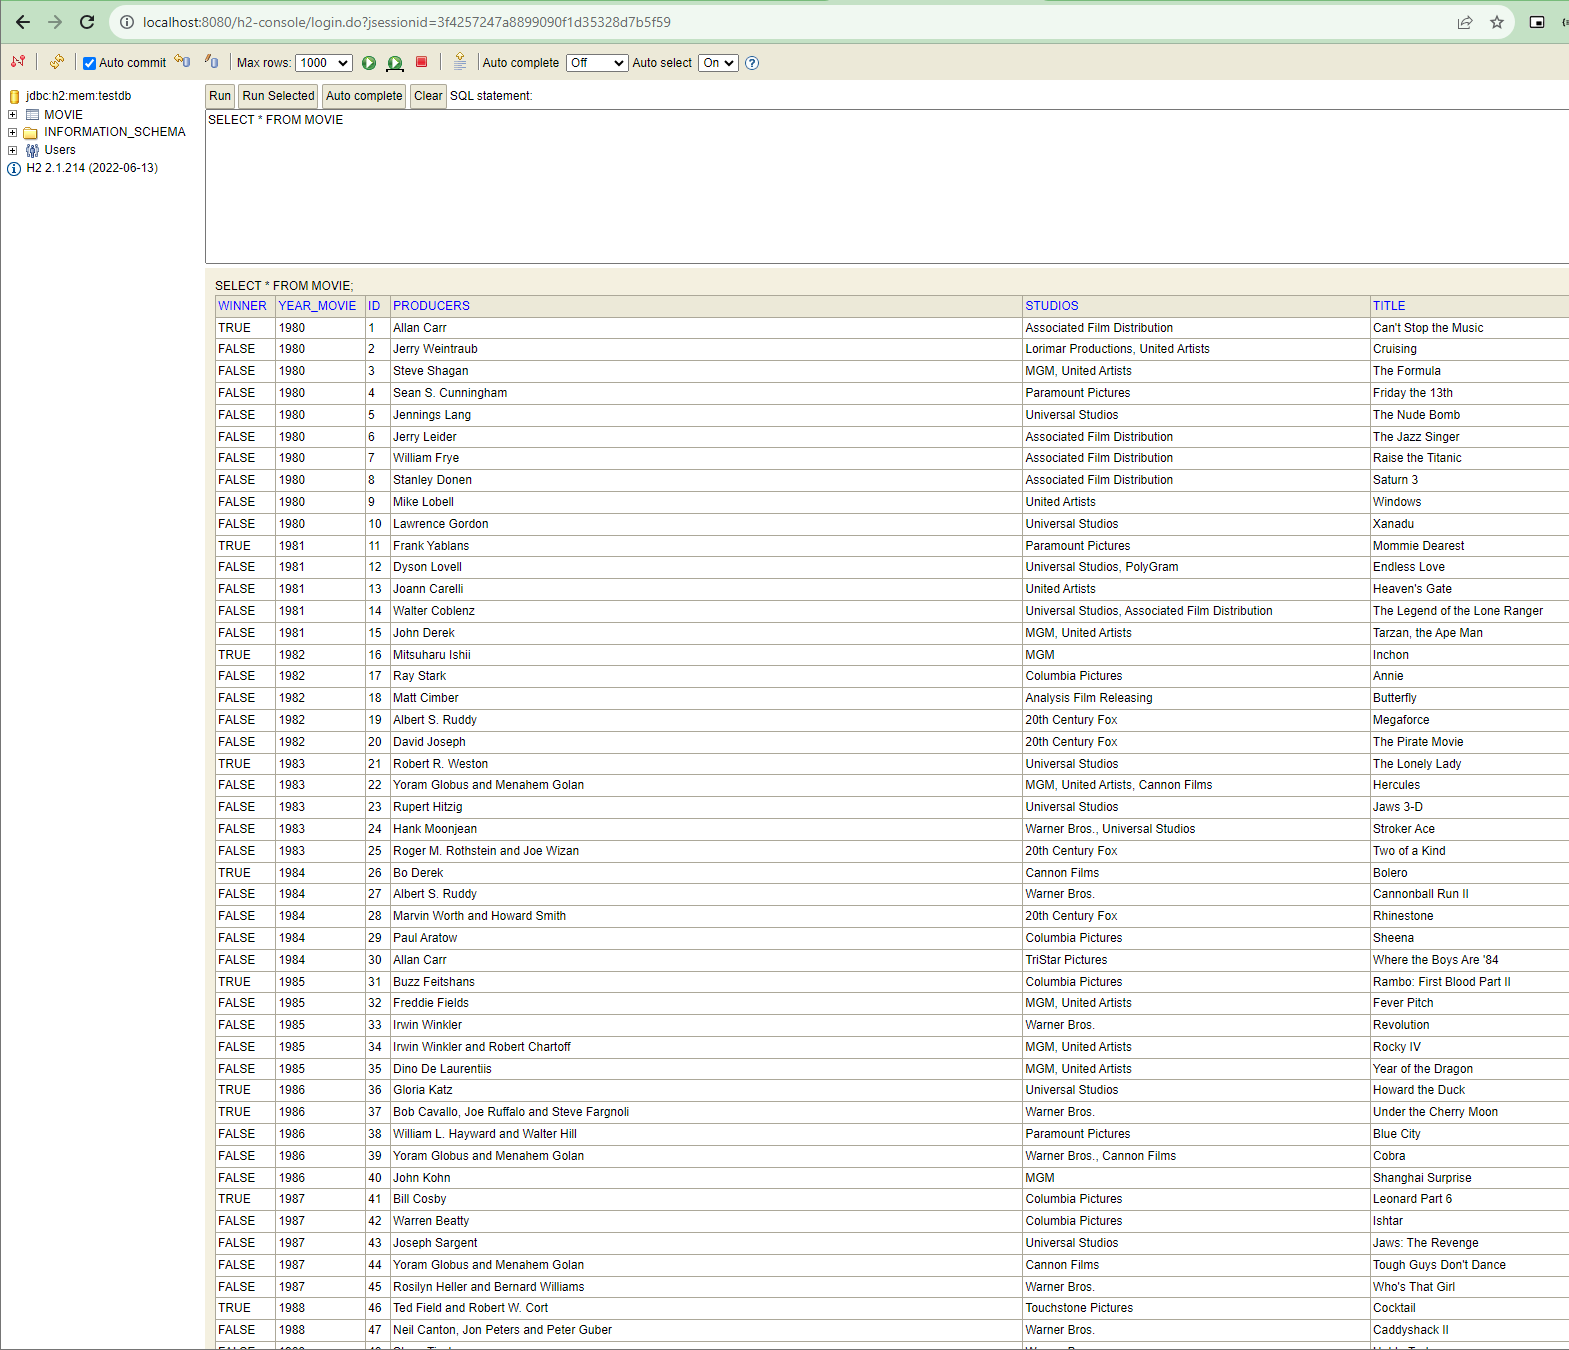 localhost:8080/h2-console/login.do?jsessionid=3f4257247a8899090f1d35328d7b5f59
Auto commit Max rows: 1000 Auto complete Off Auto select On
jdbc:h2:mem:testdb
MOVIE
INFORMATION_SCHEMA
Users
H2 2.1.214 (2022-06-13)
Run Run Selected Auto complete Clear SQL statement:
SELECT * FROM MOVIE
SELECT * FROM MOVIE;
WINNER YEAR_MOVIE ID PRODUCERS STUDIOS TITLE
TRUE 1980 1 Allan Carr Associated Film Distribution Can't Stop the Music
FALSE 1980 2 Jerry Weintraub Lorimar Productions, United Artists Cruising
FALSE 1980 3 Steve Shagan MGM, United Artists The Formula
FALSE 1980 4 Sean S. Cunningham Paramount Pictures Friday the 13th
FALSE 1980 5 Jennings Lang Universal Studios The Nude Bomb
FALSE 1980 6 Jerry Leider Associated Film Distribution The Jazz Singer
FALSE 1980 7 William Frye Associated Film Distribution Raise the Titanic
FALSE 1980 8 Stanley Donen Associated Film Distribution Saturn 3
FALSE 1980 9 Mike Lobell United Artists Windows
FALSE 1980 10 Lawrence Gordon Universal Studios Xanadu
TRUE 1981 11 Frank Yablans Paramount Pictures Mommie Dearest
FALSE 1981 12 Dyson Lovell Universal Studios, PolyGram Endless Love
FALSE 1981 13 Joann Carelli United Artists Heaven's Gate
FALSE 1981 14 Walter Coblenz Universal Studios, Associated Film Distribution The Legend of the Lone Ranger
FALSE 1981 15 John Derek MGM, United Artists Tarzan, the Ape Man
TRUE 1982 16 Mitsuharu Ishii MGM Inchon
FALSE 1982 17 Ray Stark Columbia Pictures Annie
FALSE 1982 18 Matt Cimber Analysis Film Releasing Butterfly
FALSE 1982 19 Albert S. Ruddy 20th Century Fox Megaforce
FALSE 1982 20 David Joseph 20th Century Fox The Pirate Movie
TRUE 1983 21 Robert R. Weston Universal Studios The Lonely Lady
FALSE 1983 22 Yoram Globus and Menahem Golan MGM, United Artists, Cannon Films Hercules
FALSE 1983 23 Rupert Hitzig Universal Studios Jaws 3-D
FALSE 1983 24 Hank Moonjean Warner Bros., Universal Studios Stroker Ace
FALSE 1983 25 Roger M. Rothstein and Joe Wizan 20th Century Fox Two of a Kind
TRUE 1984 26 Bo Derek Cannon Films Bolero
FALSE 1984 27 Albert S. Ruddy Warner Bros. Cannonball Run II
FALSE 1984 28 Marvin Worth and Howard Smith 20th Century Fox Rhinestone
FALSE 1984 29 Paul Aratow Columbia Pictures Sheena
FALSE 1984 30 Allan Carr TriStar Pictures Where the Boys Are '84
TRUE 1985 31 Buzz Feitshans Columbia Pictures Rambo: First Blood Part II
FALSE 1985 32 Freddie Fields MGM, United Artists Fever Pitch
FALSE 1985 33 Irwin Winkler Warner Bros. Revolution
FALSE 1985 34 Irwin Winkler and Robert Chartoff MGM, United Artists Rocky IV
FALSE 1985 35 Dino De Laurentiis MGM, United Artists Year of the Dragon
TRUE 1986 36 Gloria Katz Universal Studios Howard the Duck
TRUE 1986 37 Bob Cavallo, Joe Ruffalo and Steve Fargnoli Warner Bros. Under the Cherry Moon
FALSE 1986 38 William L. Hayward and Walter Hill Paramount Pictures Blue City
FALSE 1986 39 Yoram Globus and Menahem Golan Warner Bros., Cannon Films Cobra
FALSE 1986 40 John Kohn MGM Shanghai Surprise
TRUE 1987 41 Bill Cosby Columbia Pictures Leonard Part 6
FALSE 1987 42 Warren Beatty Columbia Pictures Ishtar
FALSE 1987 43 Joseph Sargent Universal Studios Jaws: The Revenge
FALSE 1987 44 Yoram Globus and Menahem Golan Cannon Films Tough Guys Don't Dance
FALSE 1987 45 Rosilyn Heller and Bernard Williams Warner Bros. Who's That Girl
TRUE 1988 46 Ted Field and Robert W. Cort Touchstone Pictures Cocktail
FALSE 1988 47 Neil Canton, Jon Peters and Peter Guber Warner Bros. Caddyshack II